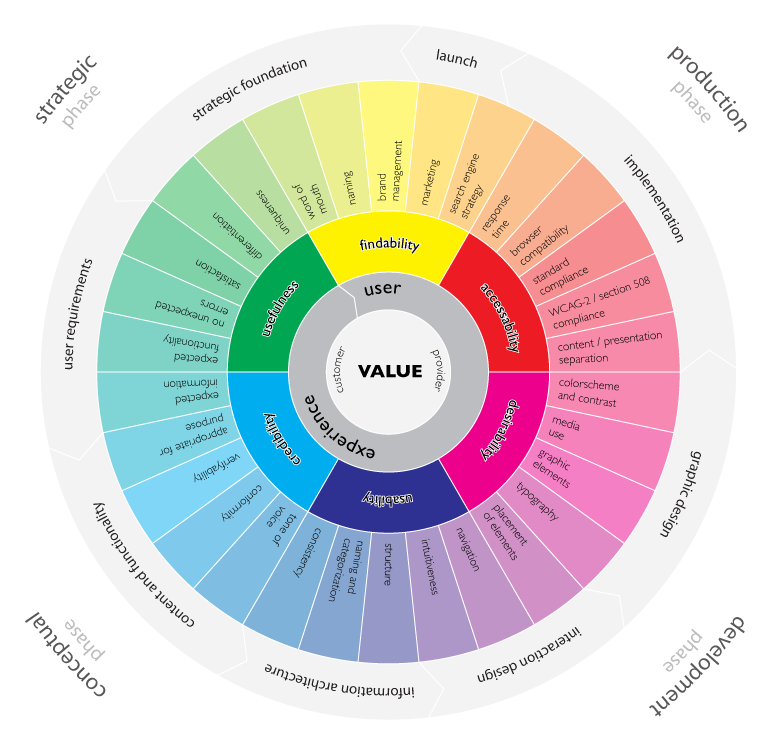 strategic
phase
production
phase
launch
strategic foundation
implementation
user requirements
graphic design
content and functionality
interaction design
information architecture
conceptual
phase
development
phase
brand
management
marketing
search engine
strategy
response
time
browser
compatibility
standard
compliance
WCAG-2 / section 508
compliance
content / presentation
separation
colorscheme
and contrast
media
use
graphic
elements
typography
placement
of elements
navigation
intuitiveness
structure
naming and
categorization
consistency
tone of
voice
conformity
verifyability
appropriate for
purpose
expected
information
expected
functionality
no unexpected
errors
satisfaction
differentiation
uniqueness
word of
mouth
naming
findability
accessability
desirability
usability
credibility
usefulness
user
experience
customer
VALUE
provider